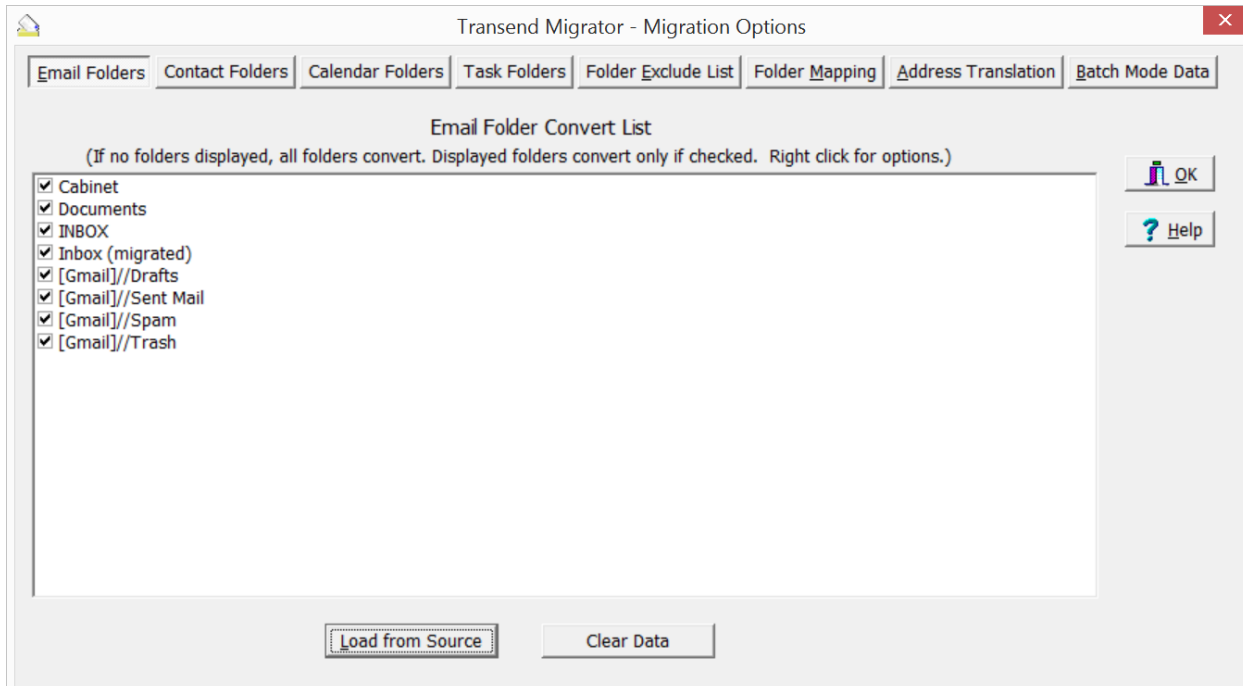 Transend Migrator - Migration Options
Email Folders Contact Folders Calendar Folders Task Folders Folder Exclude List Folder Mapping Address Translation Batch Mode Data
Email Folder Convert List
(If no folders displayed, all folders convert. Displayed folders convert only if checked. Right click for options.)
Cabinet
Documents
INBOX
Inbox (migrated)
[Gmail]//Drafts
[Gmail]//Sent Mail
[Gmail]//Spam
[Gmail]//Trash
OK
Help
Load from Source Clear Data